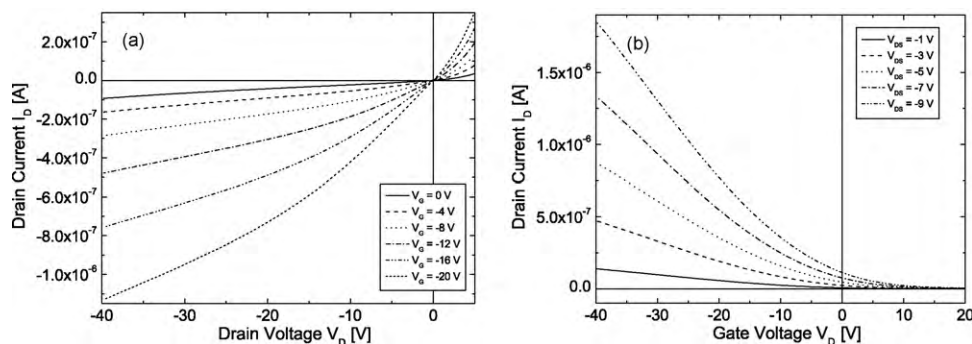 (a)
2.0x10⁻⁷
0.0
-2.0x10⁻⁷
-4.0x10⁻⁷
-6.0x10⁻⁷
-8.0x10⁻⁷
-1.0x10⁻⁶
Drain Current I_D [A]
V_G = 0 V
V_G = -4 V
V_G = -8 V
V_G = -12 V
V_G = -16 V
V_G = -20 V
-40 -30 -20 -10 0
Drain Voltage V_D [V]
(b)
1.5x10⁻⁶
1.0x10⁻⁶
5.0x10⁻⁷
0.0
Drain Current I_D [A]
V_DS = -1 V
V_DS = -3 V
V_DS = -5 V
V_DS = -7 V
V_DS = -9 V
-40 -30 -20 -10 0 10 20
Gate Voltage V_D [V]